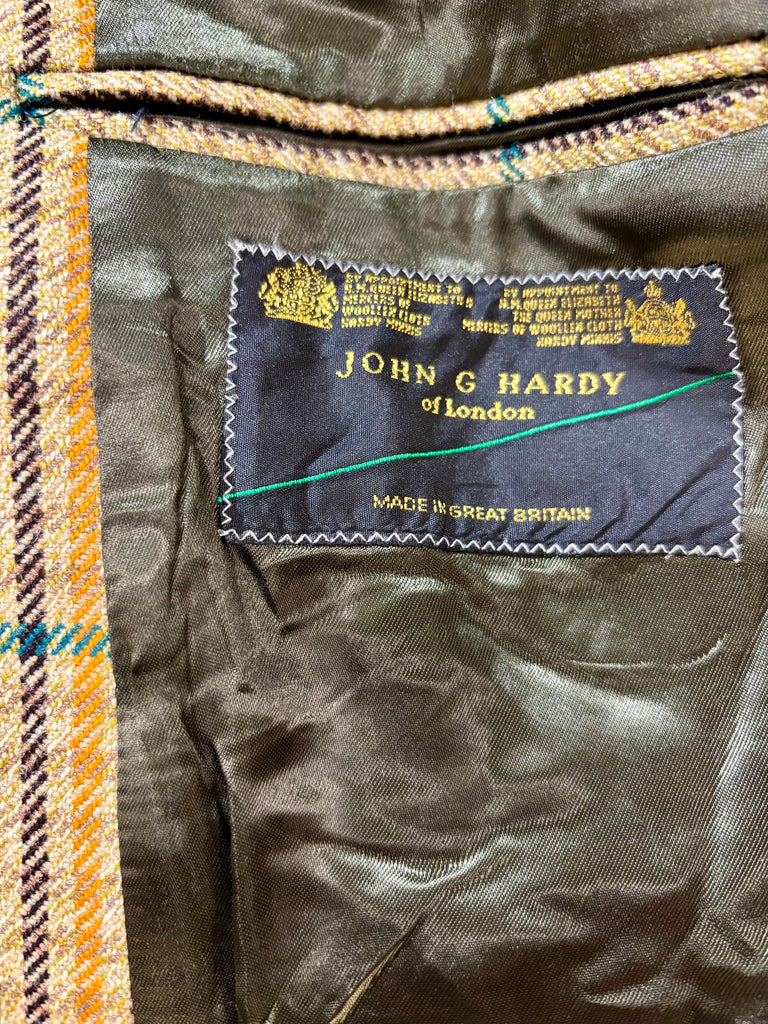 BY APPOINTMENT TO
H.M. QUEEN ELIZABETH II
MERCERS OF
WOOLLEN CLOTH
HARDY MINNIS
BY APPOINTMENT TO
H.M. QUEEN ELIZABETH
THE QUEEN MOTHER
MERCERS OF WOOLLEN CLOTH
HARDY MINNIS
JOHN G HARDY
of London
MADE IN GREAT BRITAIN